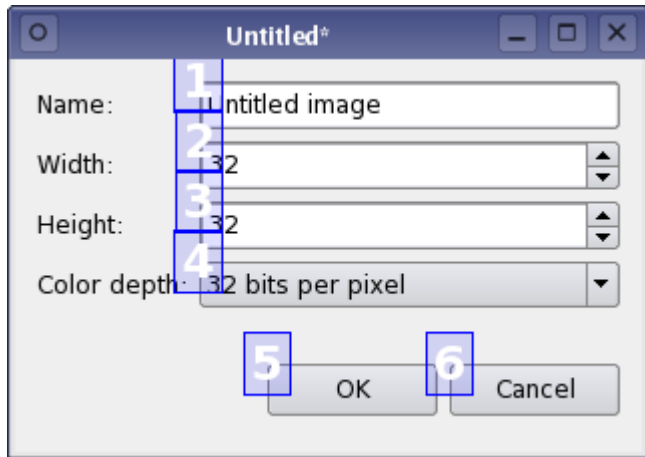 Untitled*
1
Name: Untitled image
2
Width: 32
3
Height: 32
4
Color depth: 32 bits per pixel
5 6
OK Cancel